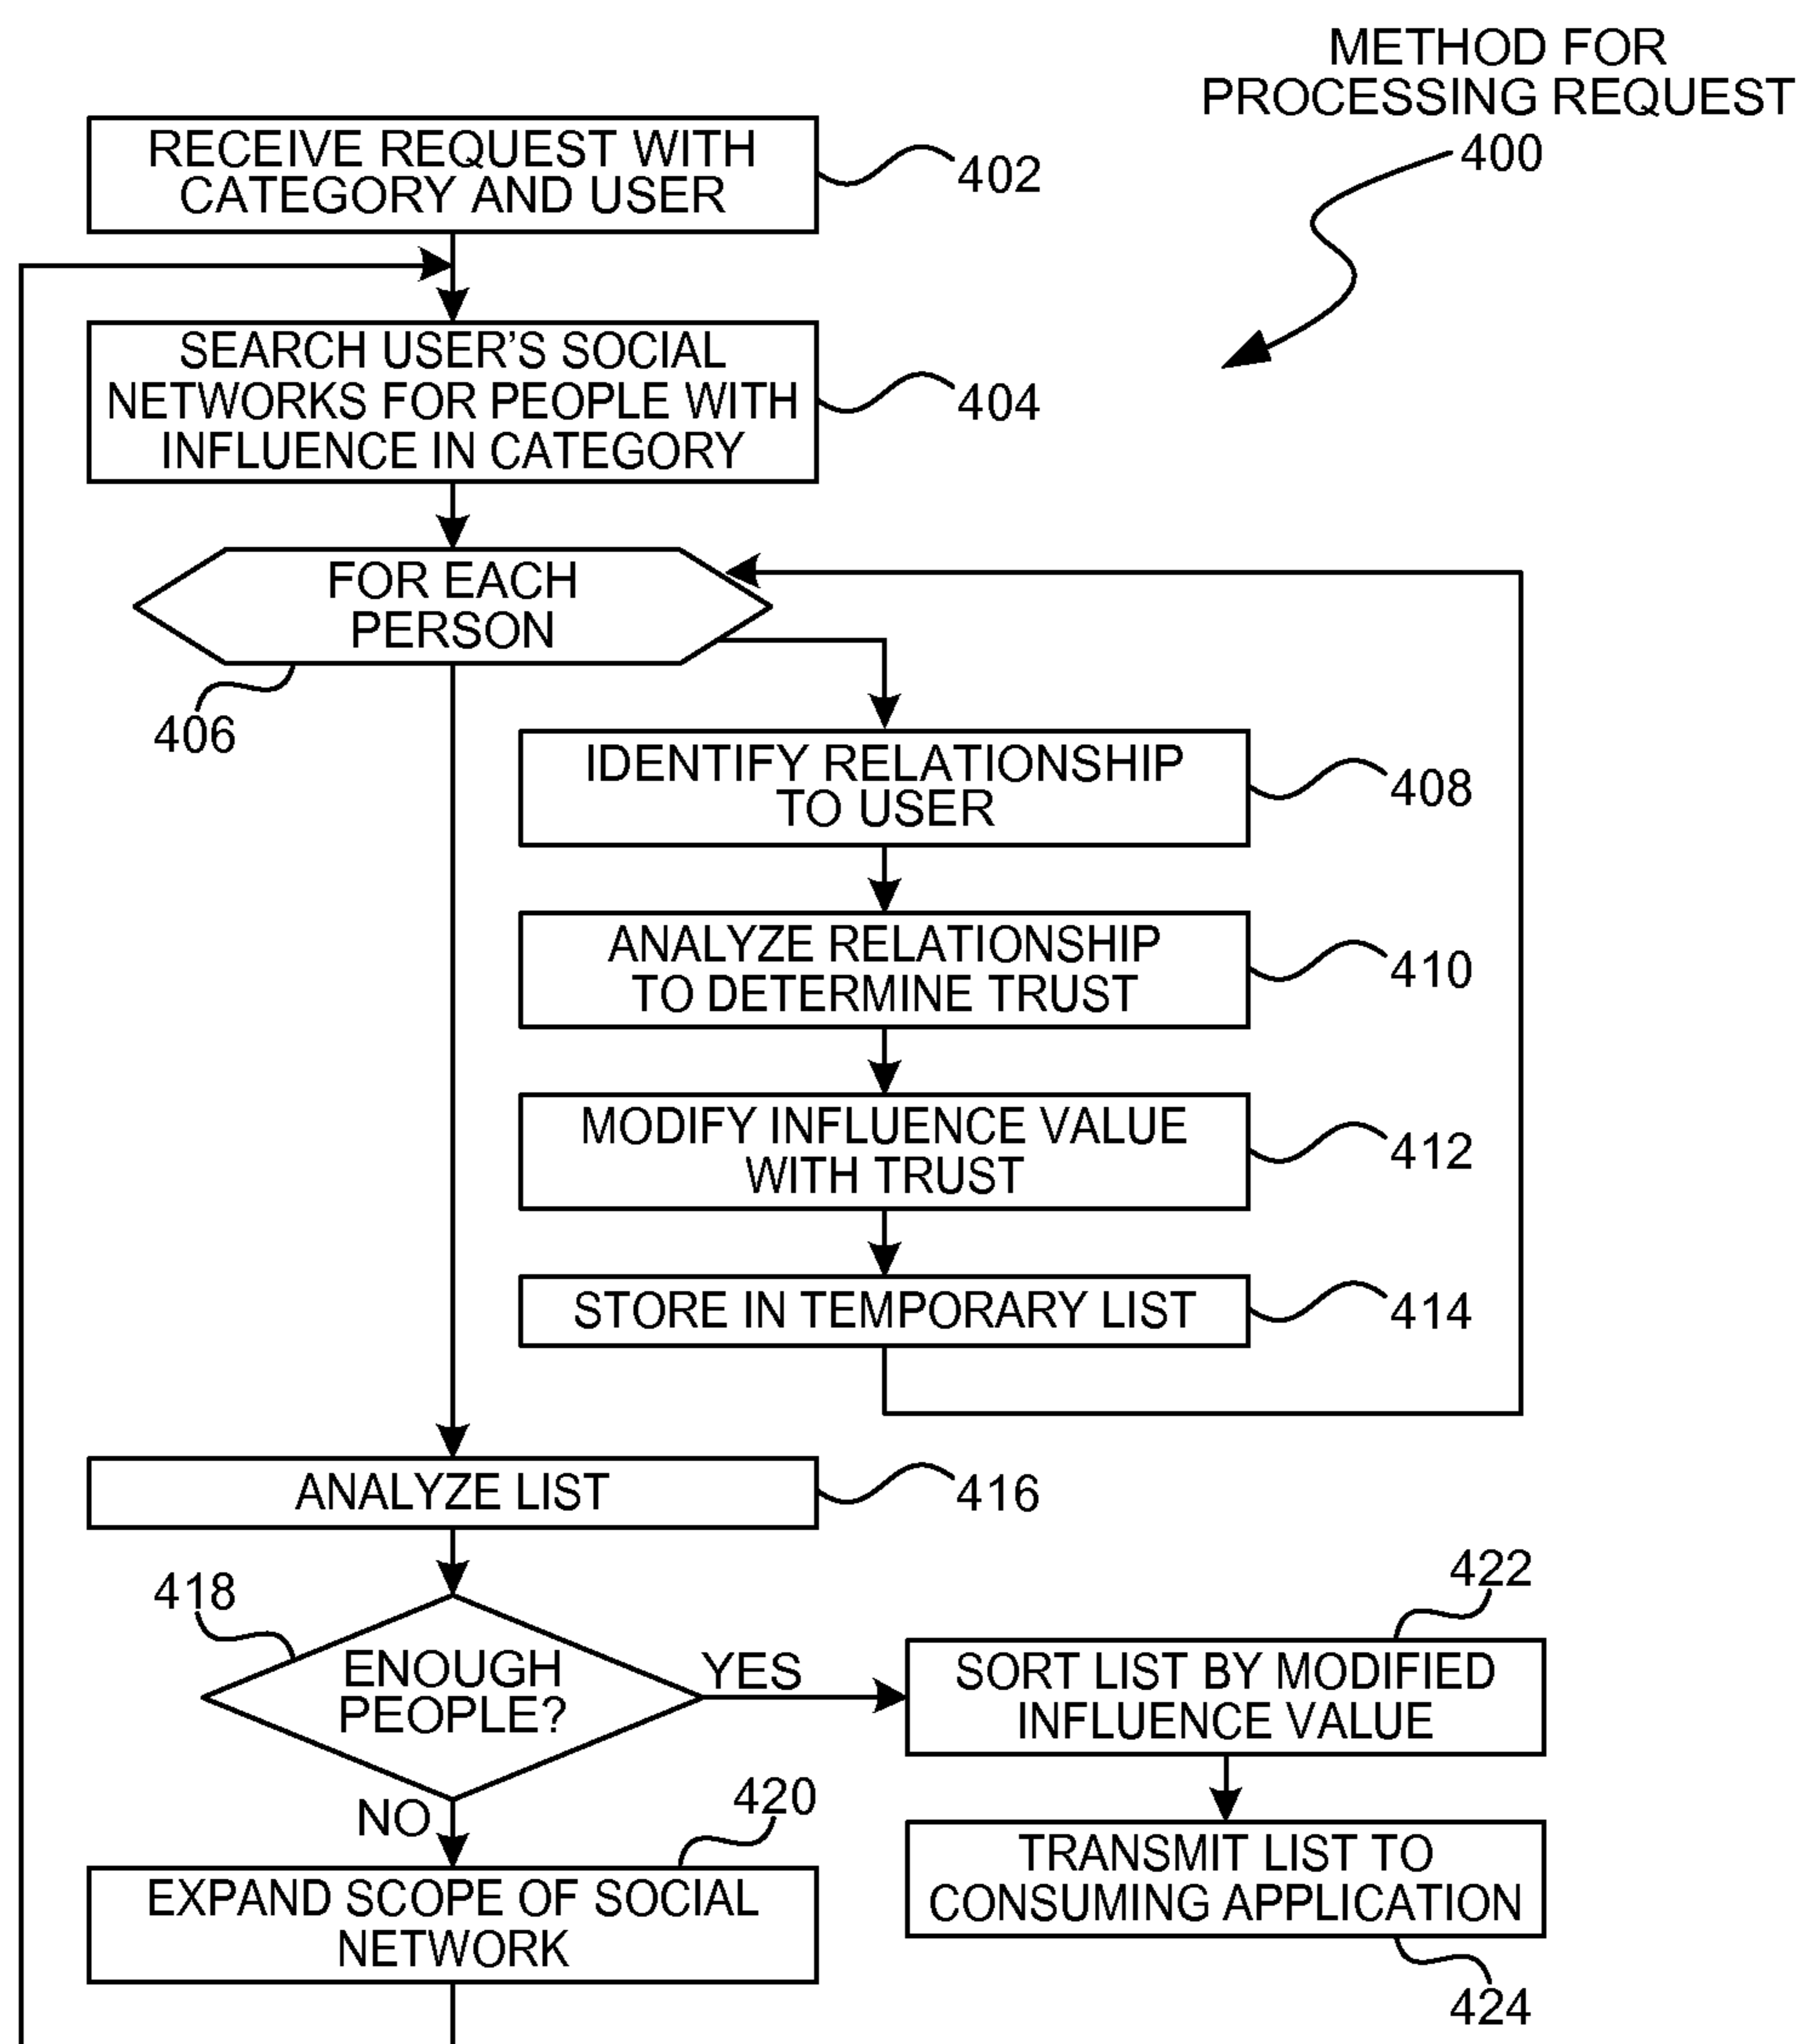 METHOD FOR
PROCESSING REQUEST
400
RECEIVE REQUEST WITH
CATEGORY AND USER
402
SEARCH USER'S SOCIAL
NETWORKS FOR PEOPLE WITH
INFLUENCE IN CATEGORY
404
FOR EACH
PERSON
406
IDENTIFY RELATIONSHIP
TO USER
408
ANALYZE RELATIONSHIP
TO DETERMINE TRUST
410
MODIFY INFLUENCE VALUE
WITH TRUST
412
STORE IN TEMPORARY LIST
414
ANALYZE LIST
416
418
ENOUGH
PEOPLE?
YES
NO
422
SORT LIST BY MODIFIED
INFLUENCE VALUE
420
EXPAND SCOPE OF SOCIAL
NETWORK
TRANSMIT LIST TO
CONSUMING APPLICATION
424